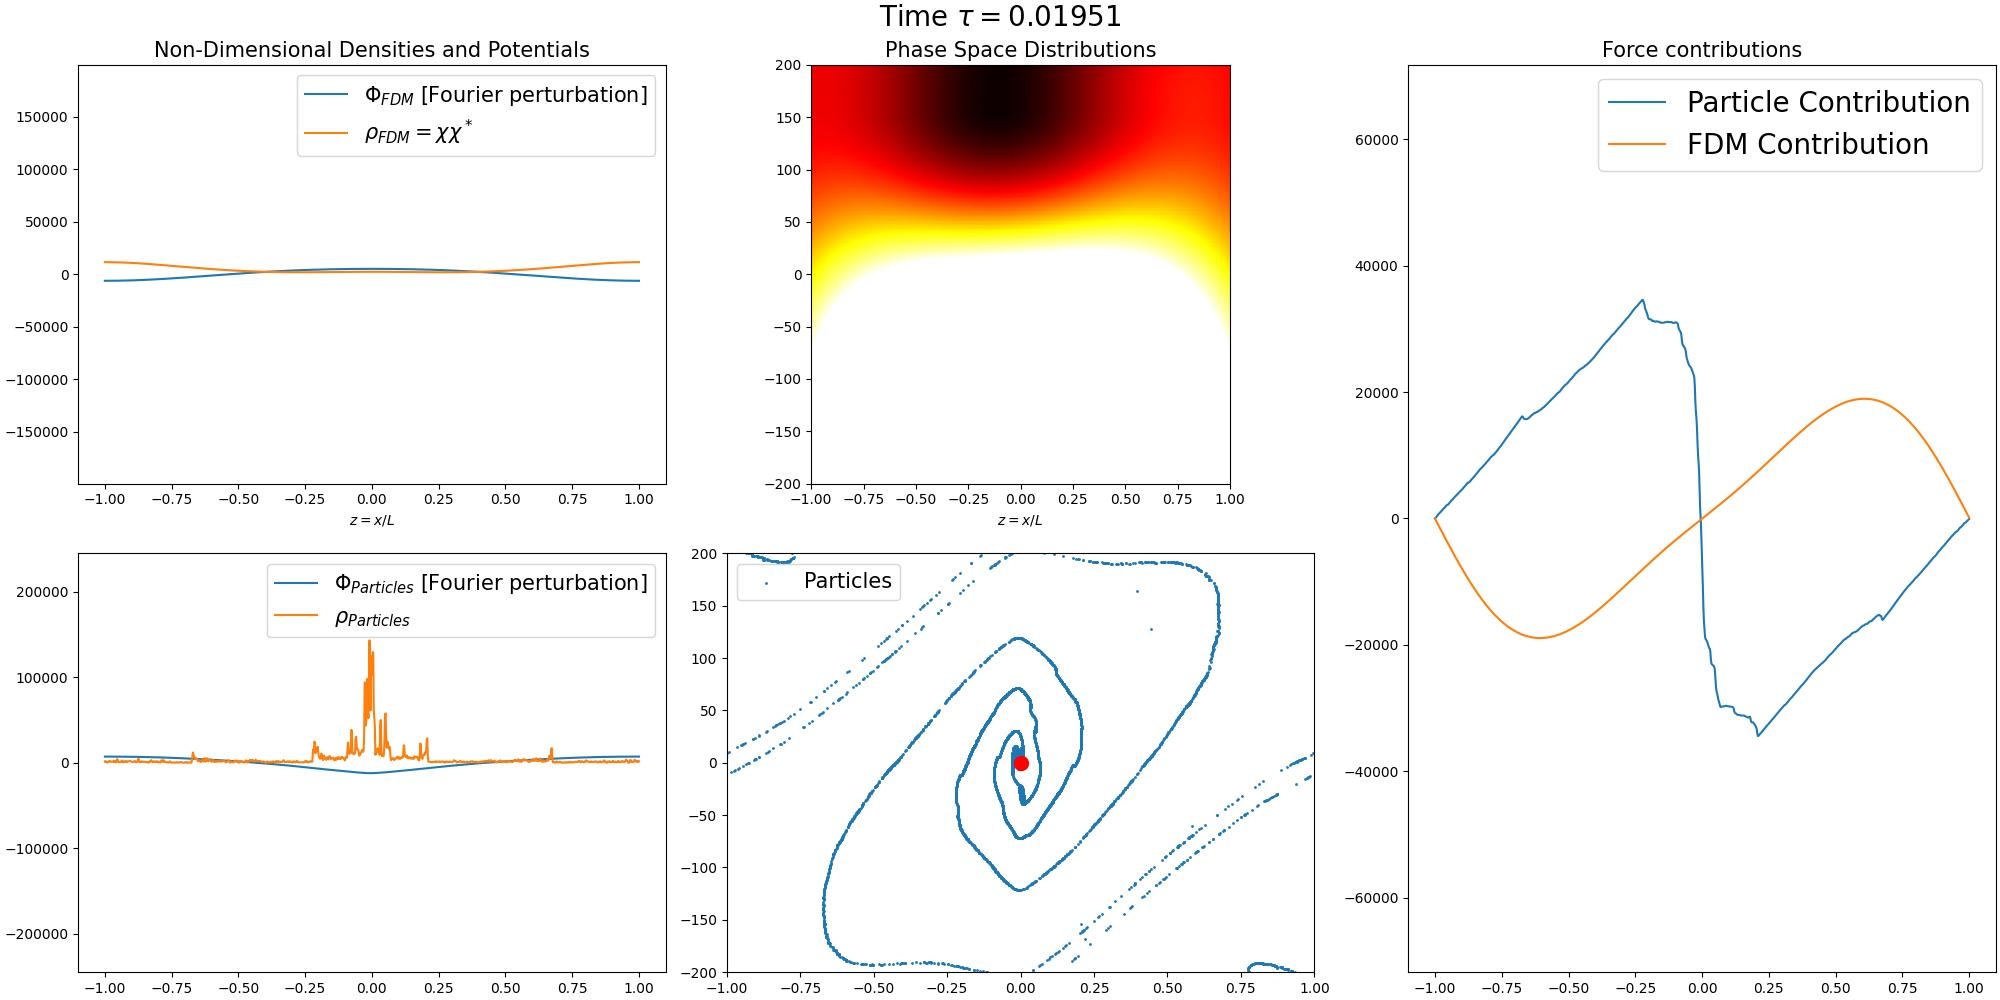 Time τ = 0.01951
Non-Dimensional Densities and Potentials
Φ_FDM [Fourier perturbation]
ρ_FDM = χχ*
150000
100000
50000
0
−50000
−100000
−150000
−1.00 −0.75 −0.50 −0.25 0.00 0.25 0.50 0.75 1.00
z = x/L
Phase Space Distributions
200
150
100
50
0
−50
−100
−150
−200
−1.00 −0.75 −0.50 −0.25 0.00 0.25 0.50 0.75 1.00
z = x/L
Force contributions
Particle Contribution
FDM Contribution
60000
40000
20000
0
−20000
−40000
−60000
−1.00 −0.75 −0.50 −0.25 0.00 0.25 0.50 0.75 1.00
Φ_Particles [Fourier perturbation]
ρ_Particles
200000
100000
0
−100000
−200000
−1.00 −0.75 −0.50 −0.25 0.00 0.25 0.50 0.75 1.00
Particles
200
150
100
50
0
−50
−100
−150
−200
−1.00 −0.75 −0.50 −0.25 0.00 0.25 0.50 0.75 1.00